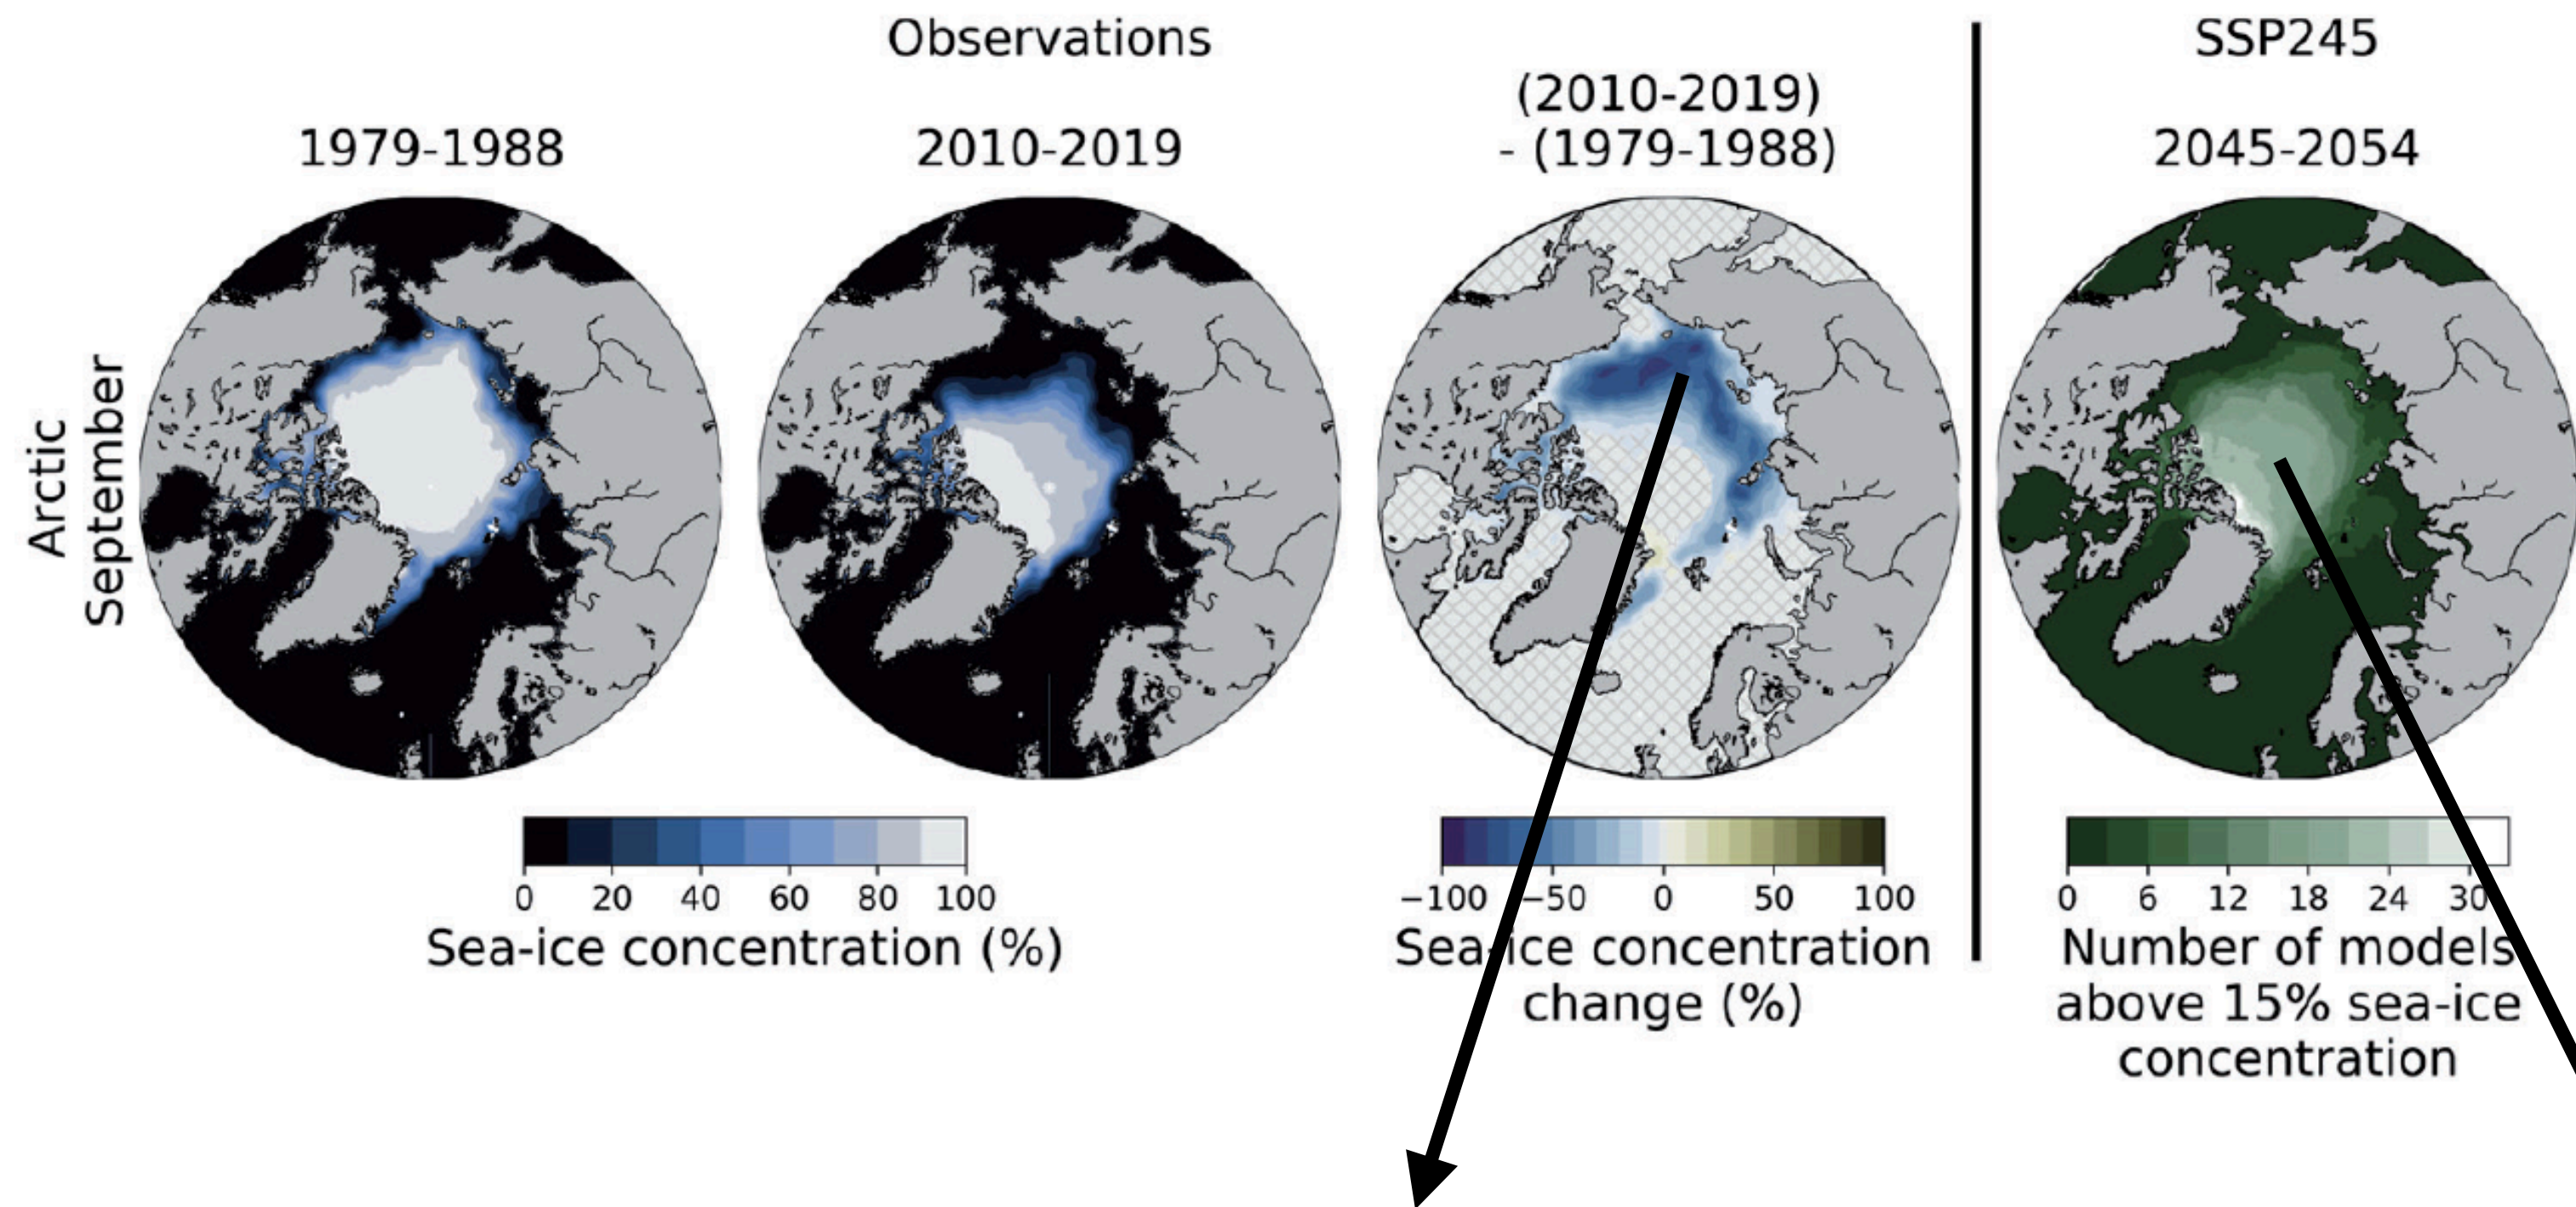 Observations
SSP245
1979-1988
2010-2019
(2010-2019)
- (1979-1988)
2045-2054
Arctic
September
0 20 40 60 80 100
Sea-ice concentration (%)
−100 −50 0 50 100
Sea-ice concentration
change (%)
0 6 12 18 24 30
Number of models
above 15% sea-ice
concentration